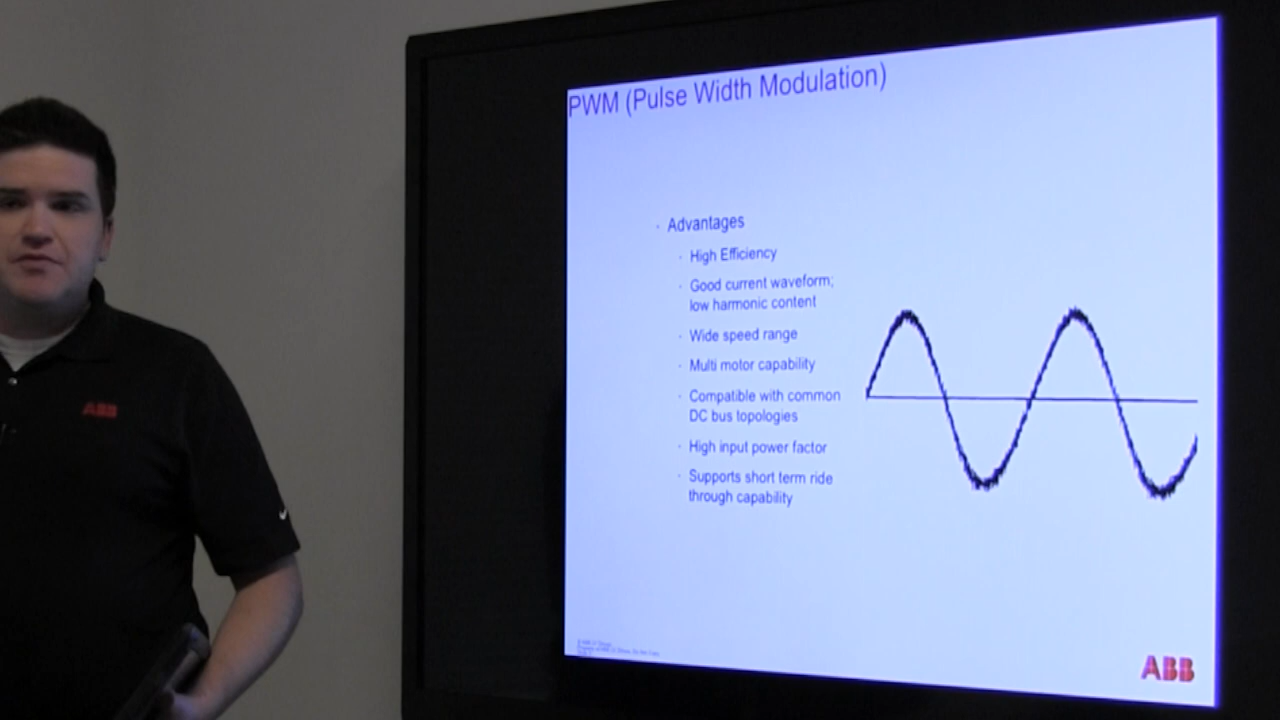 PWM (Pulse Width Modulation)
· Advantages
· High Efficiency
· Good current waveform;
low harmonic content
· Wide speed range
· Multi motor capability
· Compatible with common
DC bus topologies
· High input power factor
· Supports short term ride
through capability
ABB
ABB